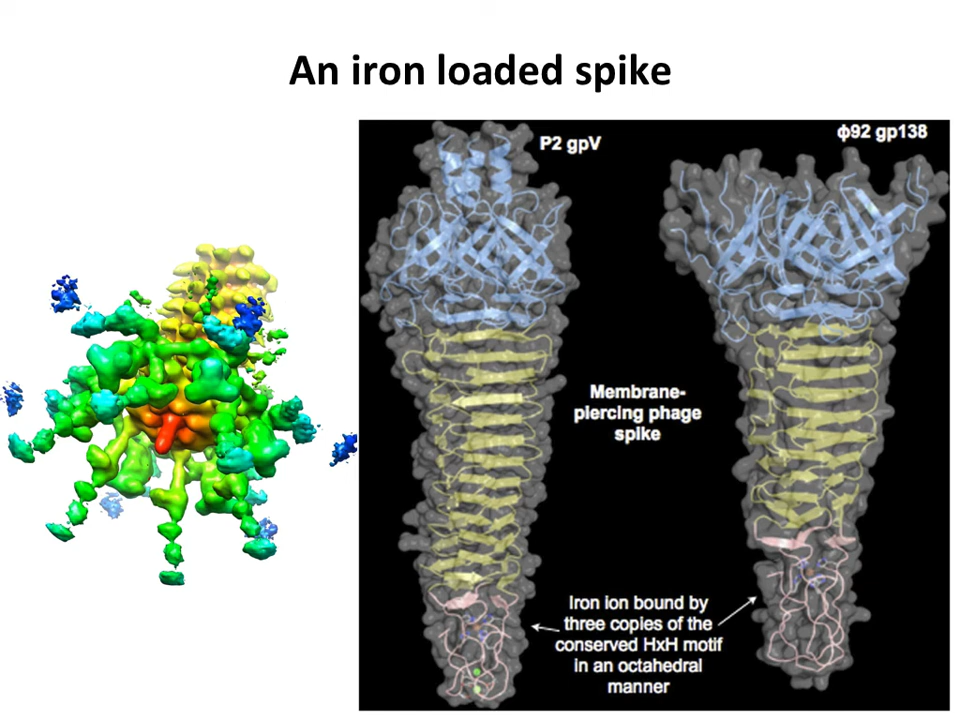 An iron loaded spike
P2 gpV
ϕ92 gp138
Membrane-
piercing phage
spike
Iron ion bound by
three copies of the
conserved HxH motif
in an octahedral
manner